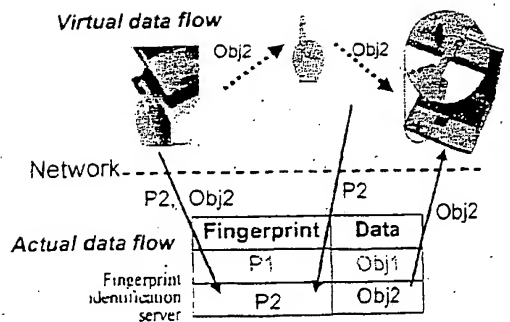 Virtual data flow
Obj2
Obj2
Network
P2, Obj2
P2
Obj2
Actual data flow
Fingerprint Data
P1 Obj1
Fingerprint
identification
server
P2 Obj2